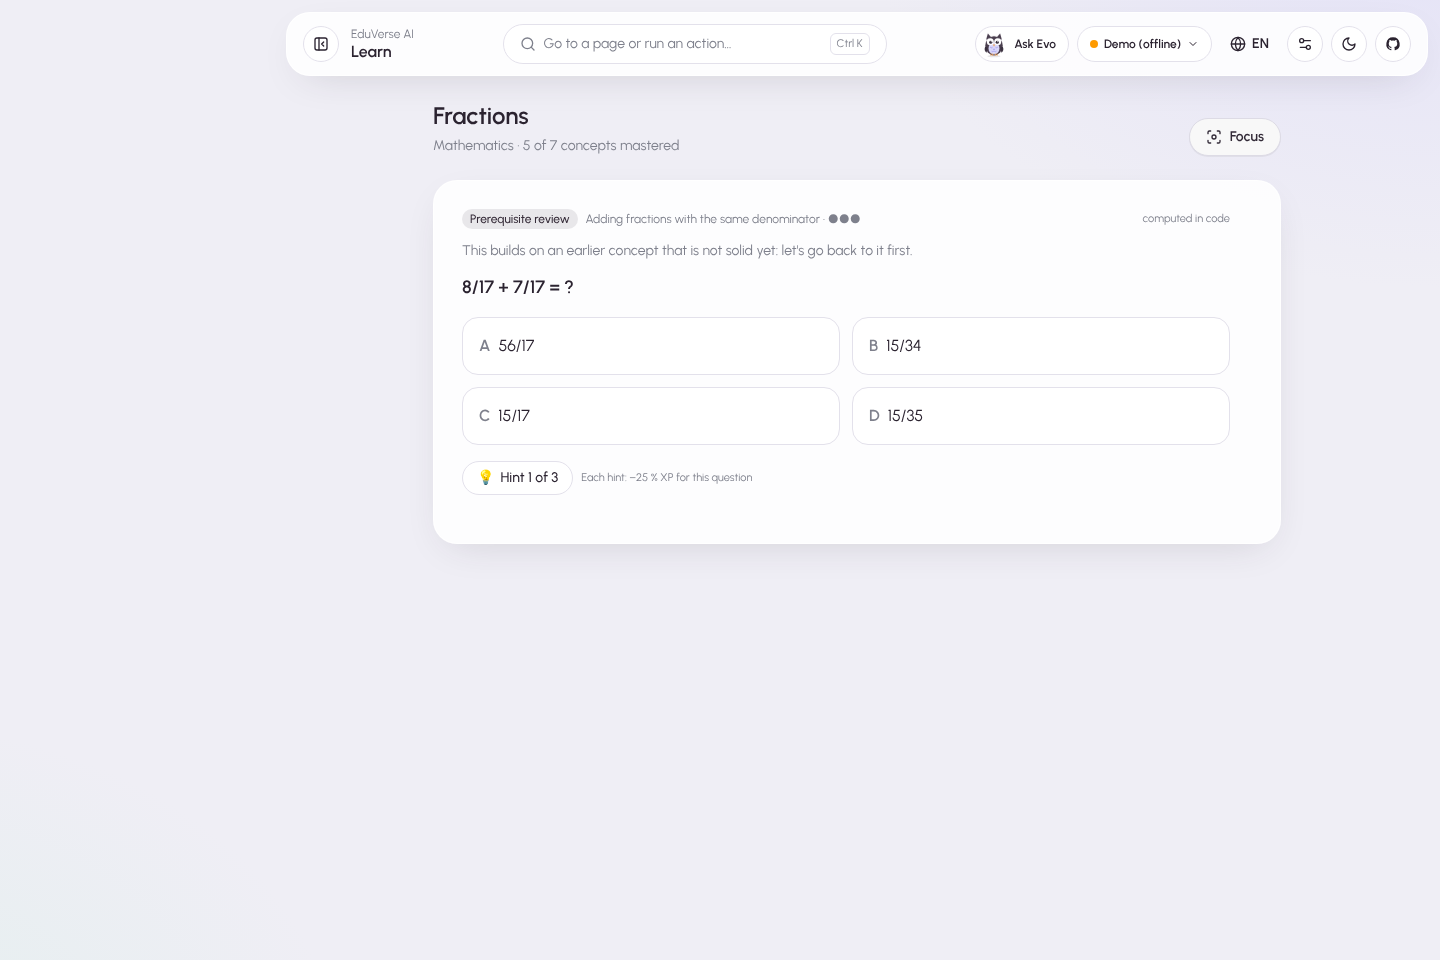 EduVerse AI
Learn
Go to a page or run an action...
Ctrl K
Ask Evo
Demo (offline)
EN
Fractions
Mathematics · 5 of 7 concepts mastered
Focus
Prerequisite review
Adding fractions with the same denominator ·
computed in code
This builds on an earlier concept that is not solid yet: let's go back to it first.
8/17 + 7/17 = ?
A 56/17
B 15/34
C 15/17
D 15/35
Hint 1 of 3
Each hint: −25 % XP for this question